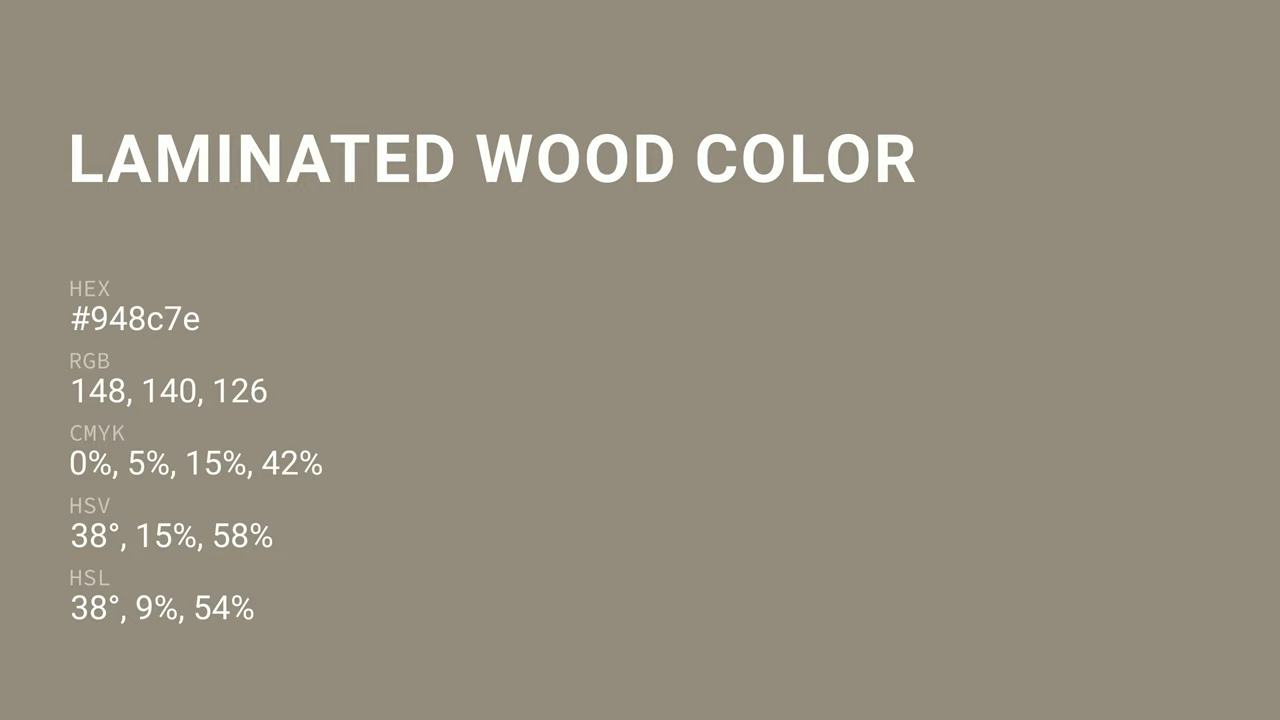 LAMINATED WOOD COLOR
HEX
#948c7e
RGB
148, 140, 126
CMYK
0%, 5%, 15%, 42%
HSV
38°, 15%, 58%
HSL
38°, 9%, 54%